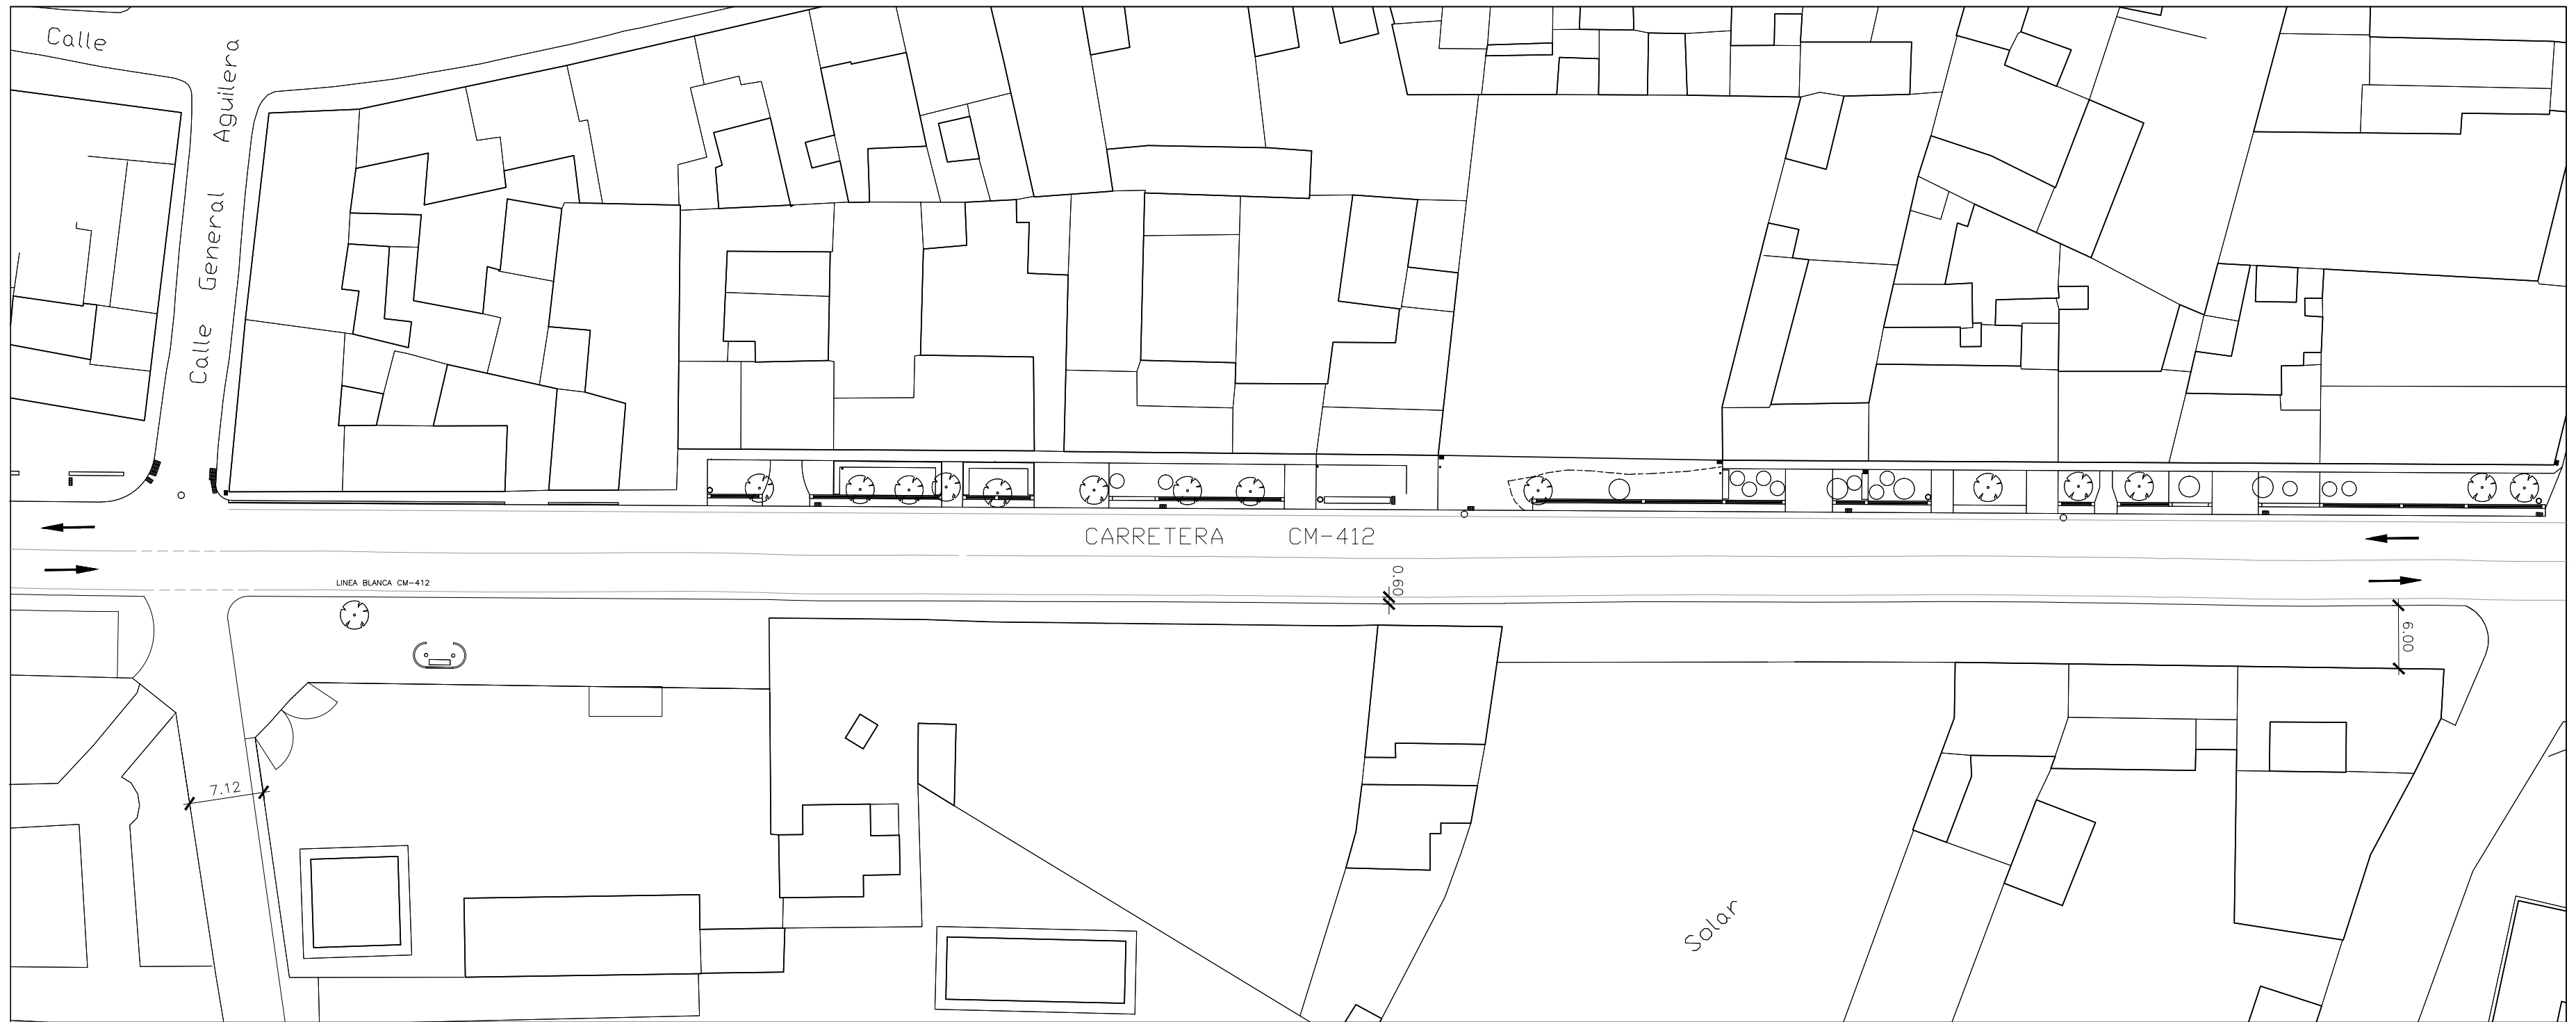 Calle
Calle General Aguilera
CARRETERA CM-412
LINEA BLANCA CM-412
0.60
6.00
7.12
Solar